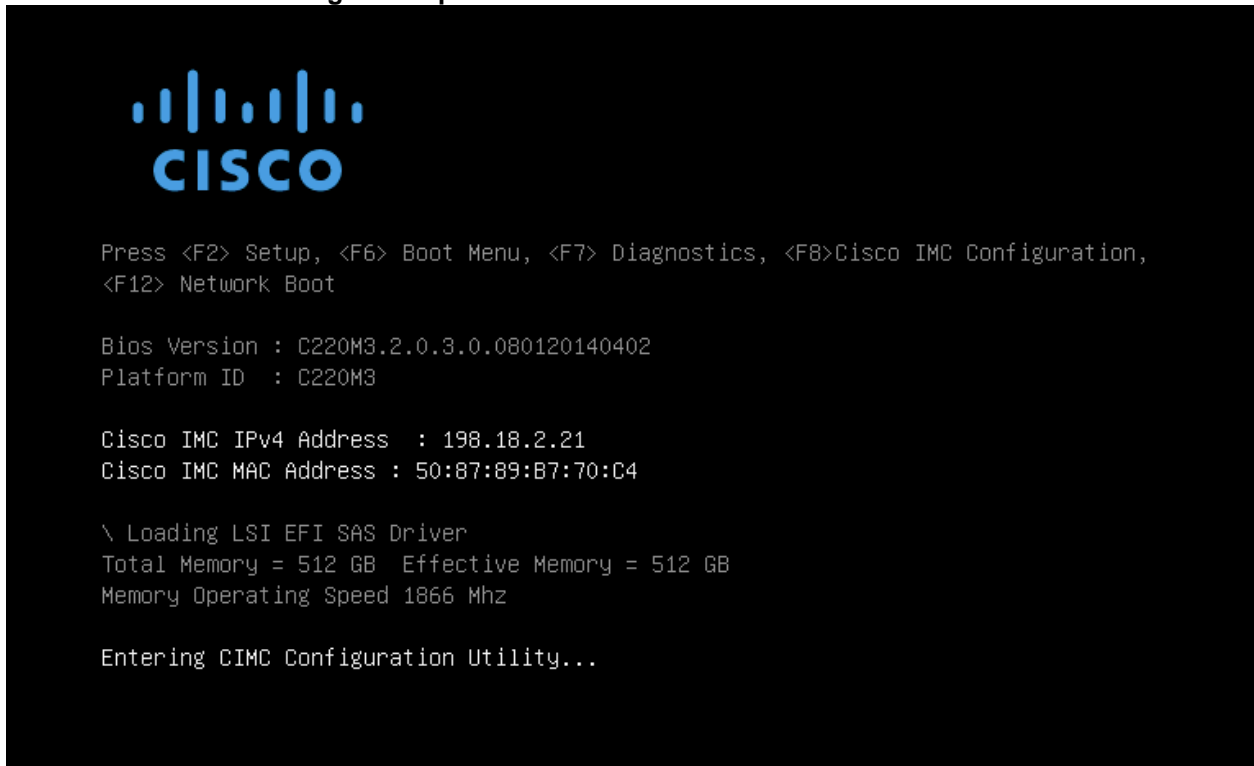 CISCO
Press <F2> Setup, <F6> Boot Menu, <F7> Diagnostics, <F8>Cisco IMC Configuration,
<F12> Network Boot
Bios Version : C220M3.2.0.3.0.080120140402
Platform ID  : C220M3
Cisco IMC IPv4 Address  : 198.18.2.21
Cisco IMC MAC Address : 50:87:89:B7:70:C4
\ Loading LSI EFI SAS Driver
Total Memory = 512 GB  Effective Memory = 512 GB
Memory Operating Speed 1866 Mhz
Entering CIMC Configuration Utility...